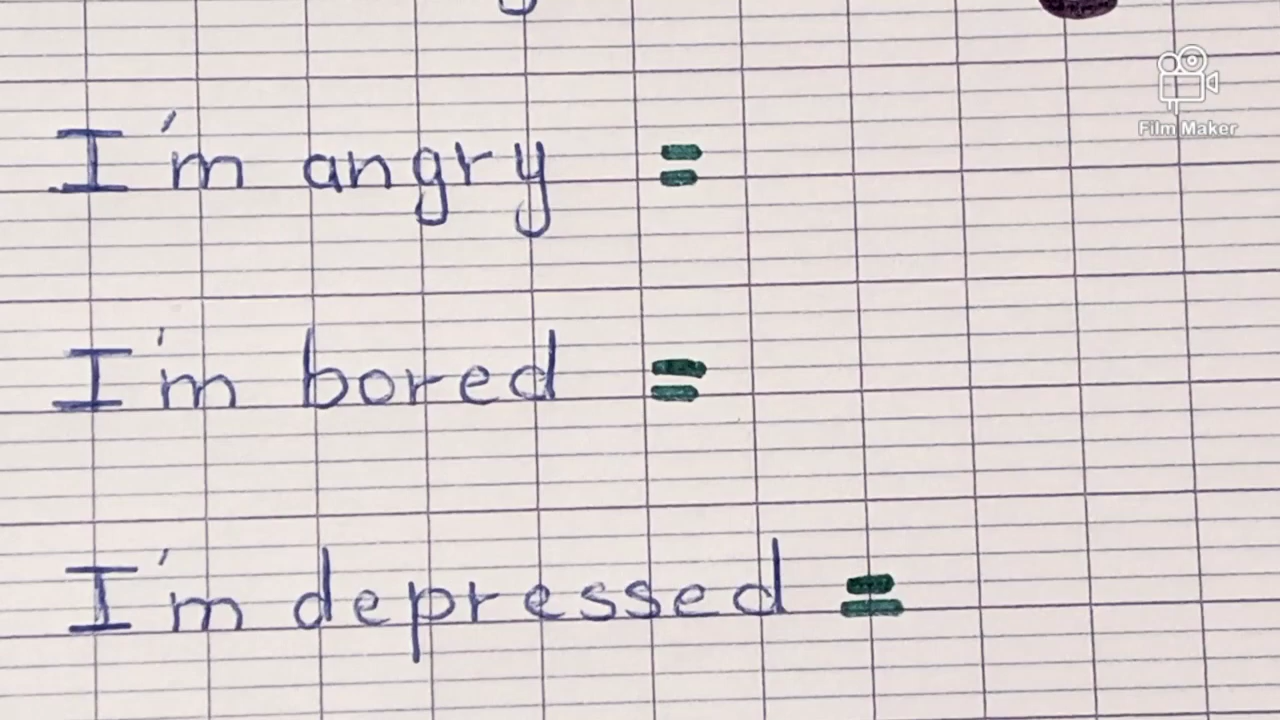 Film Maker
I'm angry =
I'm bored =
I'm depressed =